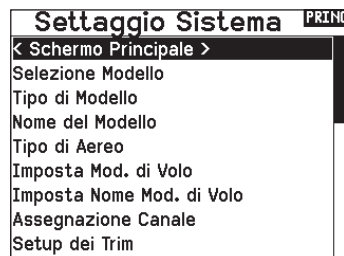 Settaggio Sistema
< Schermo Principale >
Selezione Modello
Tipo di Modello
Nome del Modello
Tipo di Aereo
Imposta Mod. di Volo
Imposta Nome Mod. di Volo
Assegnazione Canale
Setup dei Trim